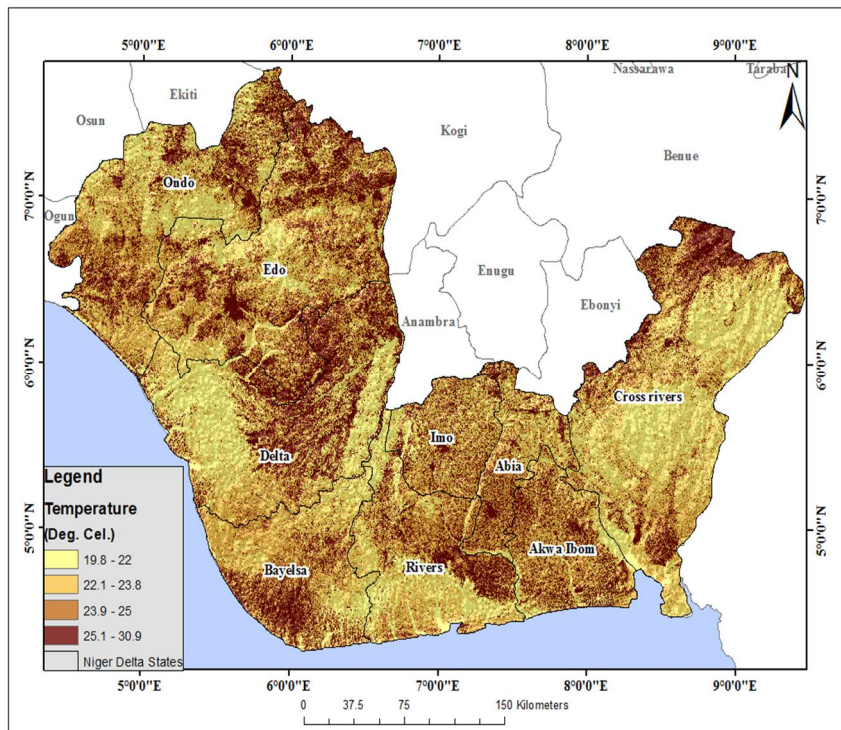 5°0'0"E 6°0'0"E 7°0'0"E 8°0'0"E 9°0'0"E
Nassarawa
Taraba
N
Ekiti
Osun
Kogi
Benue
Ondo
7°0'0"N
7°0'0"N
Ogun
Edo
Enugu
Anambra
Ebonyi
6°0'0"N
6°0'0"N
Cross rivers
Imo
Delta
Abia
Legend
Temperature
(Deg. Cel.)
19.8 - 22
22.1 - 23.8
23.9 - 25
25.1 - 30.9
Niger Delta States
5°0'0"N
5°0'0"N
Akwa Ibom
Bayelsa
Rivers
5°0'0"E 6°0'0"E 7°0'0"E 8°0'0"E 9°0'0"E
0 37.5 75 150 Kilometers